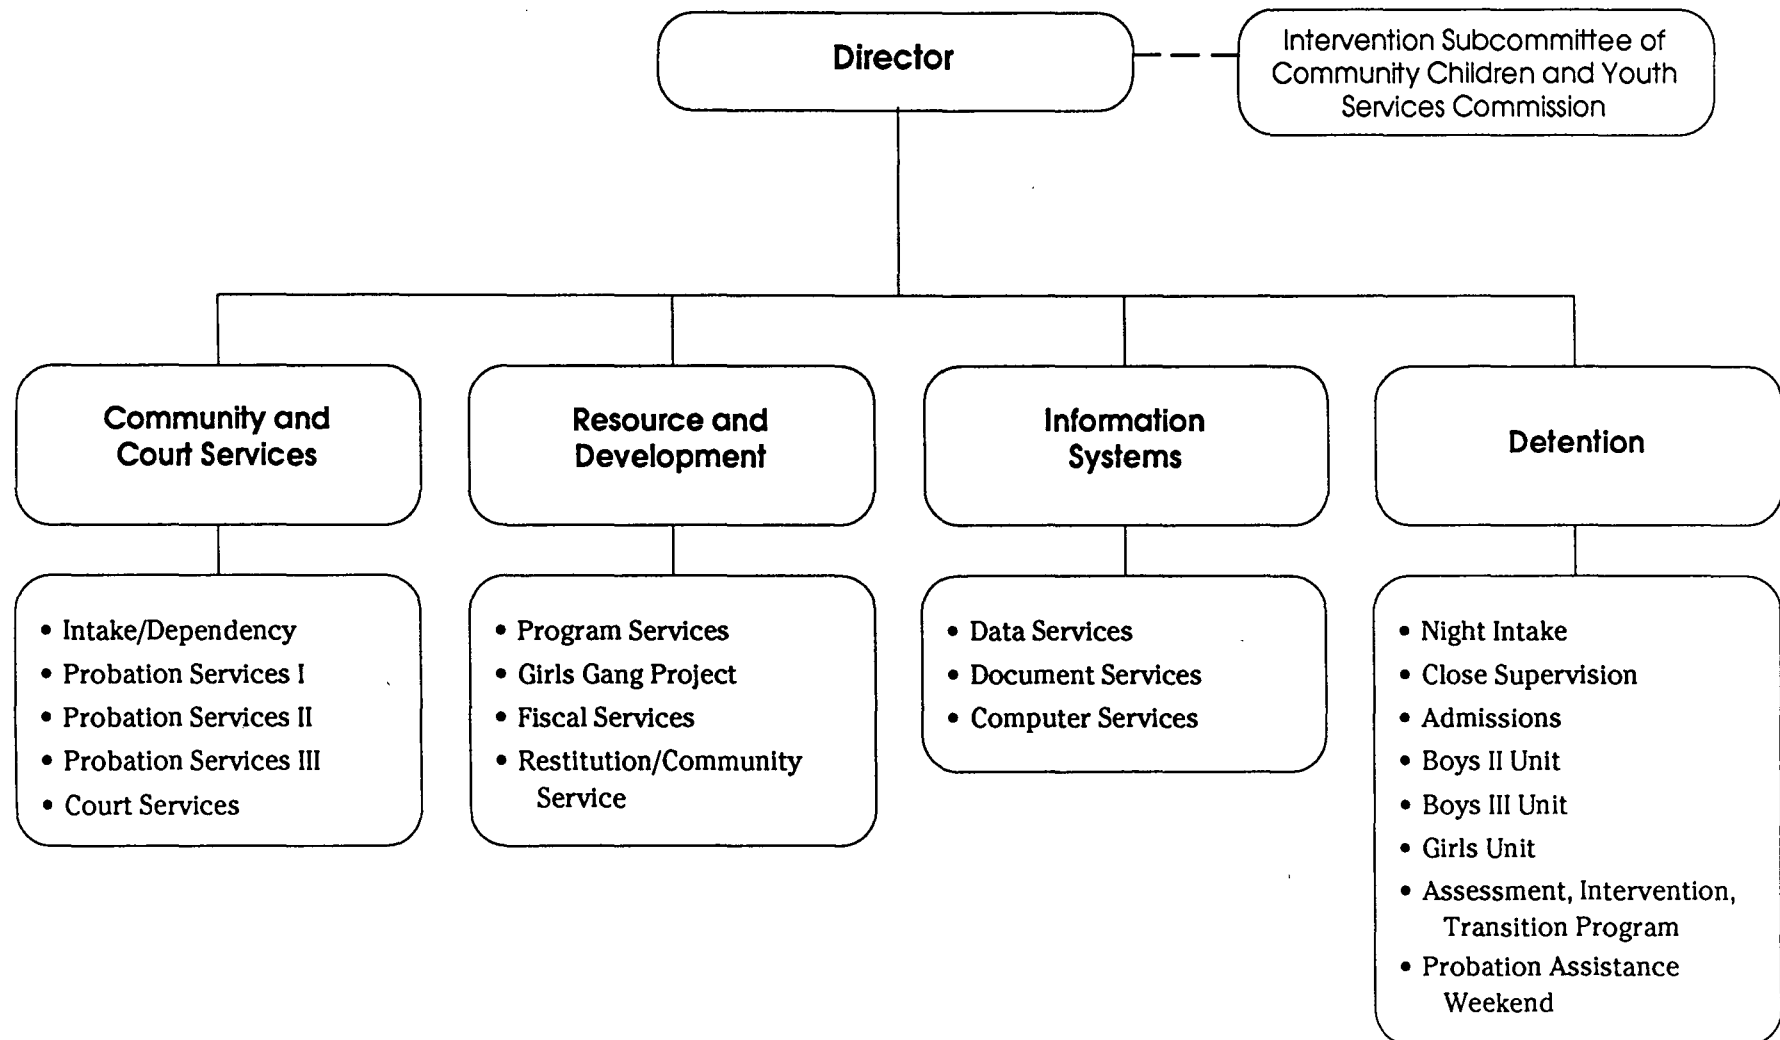 Director
Intervention Subcommittee of
Community Children and Youth
Services Commission
Community and
Court Services
Resource and
Development
Information
Systems
Detention
• Intake/Dependency
• Probation Services I
• Probation Services II
• Probation Services III
• Court Services
• Program Services
• Girls Gang Project
• Fiscal Services
• Restitution/Community
Service
• Data Services
• Document Services
• Computer Services
• Night Intake
• Close Supervision
• Admissions
• Boys II Unit
• Boys III Unit
• Girls Unit
• Assessment, Intervention,
Transition Program
• Probation Assistance
Weekend